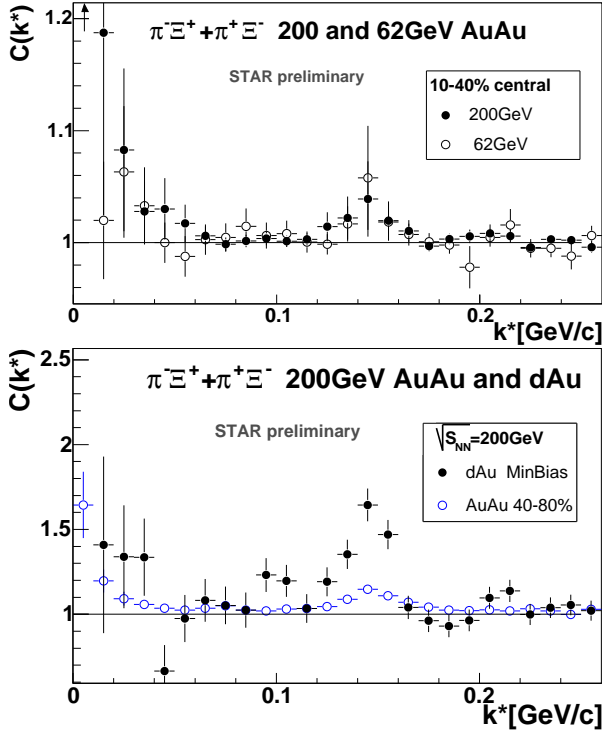 π⁻Ξ⁺+π⁺Ξ⁻ 200 and 62GeV AuAu
STAR preliminary
10-40% central
200GeV
62GeV
C(k*)
1.2
1.1
1
0
0.1
0.2
k*[GeV/c]
π⁻Ξ⁺+π⁺Ξ⁻ 200GeV AuAu and dAu
STAR preliminary
√S_NN=200GeV
dAu MinBias
AuAu 40-80%
C(k*)
2.5
2
1.5
1
0
0.1
0.2
k*[GeV/c]